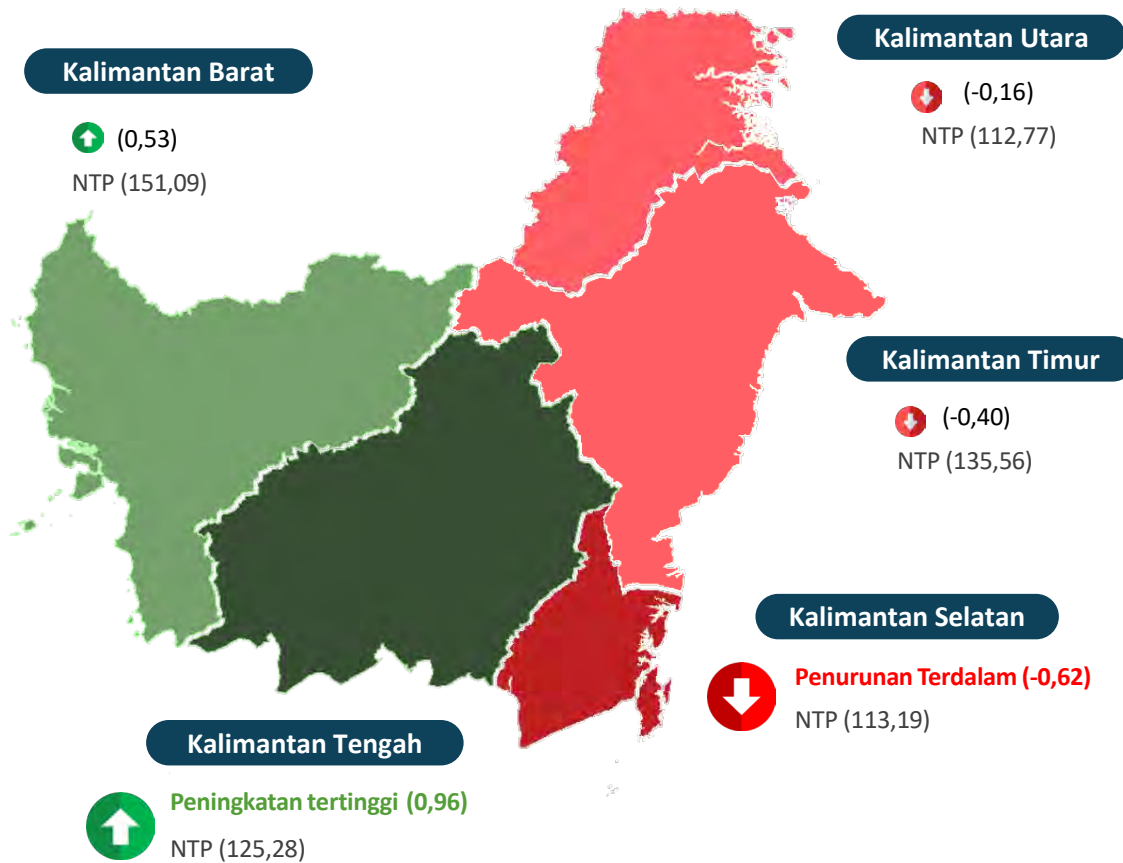 Kalimantan Barat
(0,53)
NTP (151,09)
Kalimantan Utara
(-0,16)
NTP (112,77)
Kalimantan Timur
(-0,40)
NTP (135,56)
Kalimantan Selatan
Penurunan Terdalam (-0,62)
NTP (113,19)
Kalimantan Tengah
Peningkatan tertinggi (0,96)
NTP (125,28)